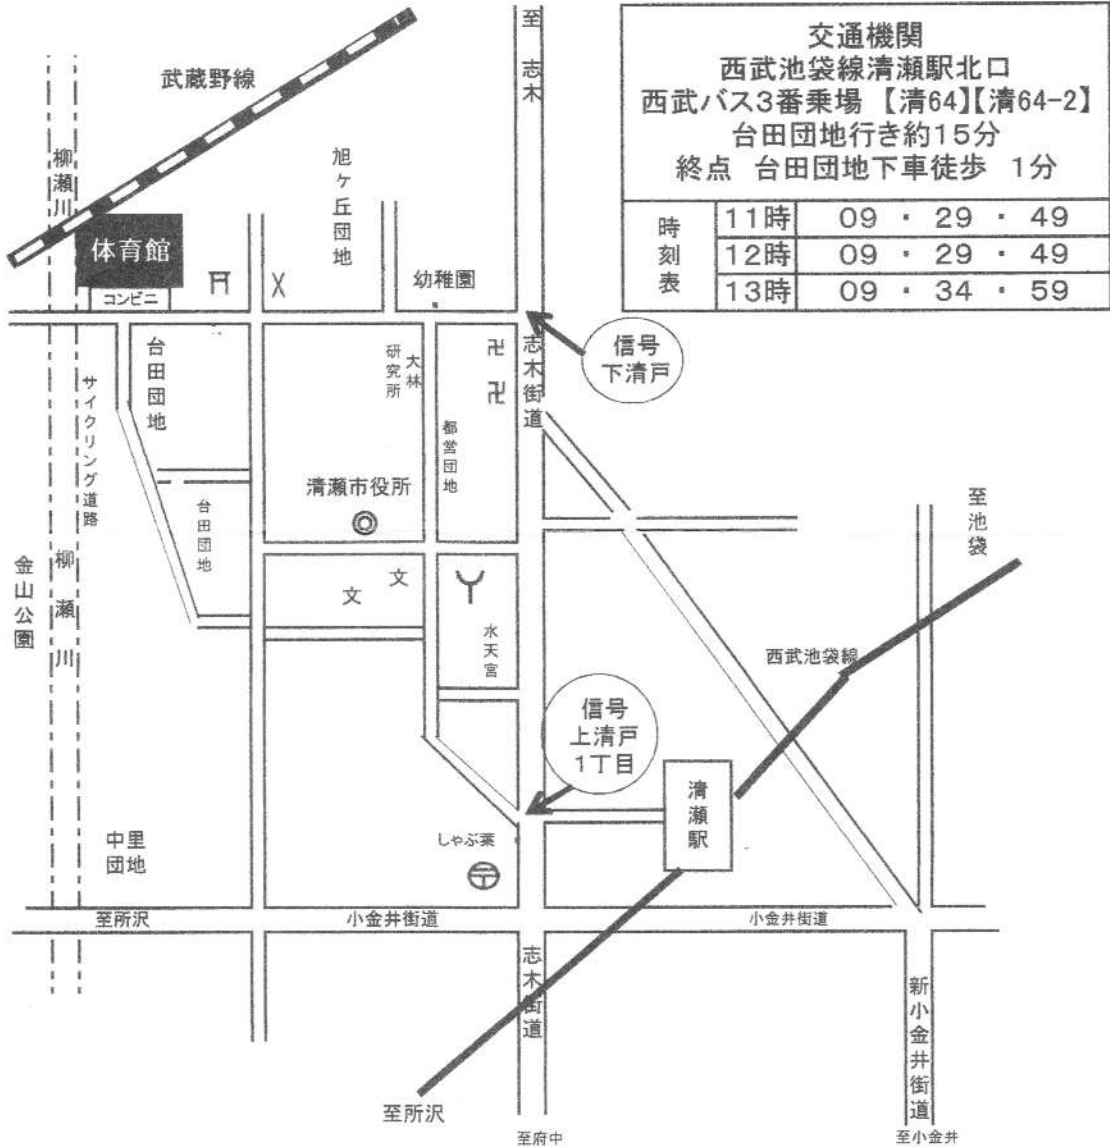 交通機関
西武池袋線清瀬駅北口
西武バス3番乗場 【清64】【清64-2】
台田団地行き約15分
終点 台田団地下車徒歩 1分
時刻表
11時 09 ・ 29 ・ 49
12時 09 ・ 29 ・ 49
13時 09 ・ 34 ・ 59
至志木
武蔵野線
柳瀬川
旭ヶ丘団地
体育館
コンビニ
幼稚園
信号
下清戸
志木街道
台田団地
サイクリング道路
大林
研究所
卍
卍
都営団地
清瀬市役所
台田団地
至池袋
金山公園
柳瀬川
文
文
水天宮
西武池袋線
信号
上清戸
1丁目
清瀬駅
中里
団地
しゃぶ葉
〒
至所沢
小金井街道
小金井街道
志木街道
新小金井街道
至所沢
至府中
至小金井